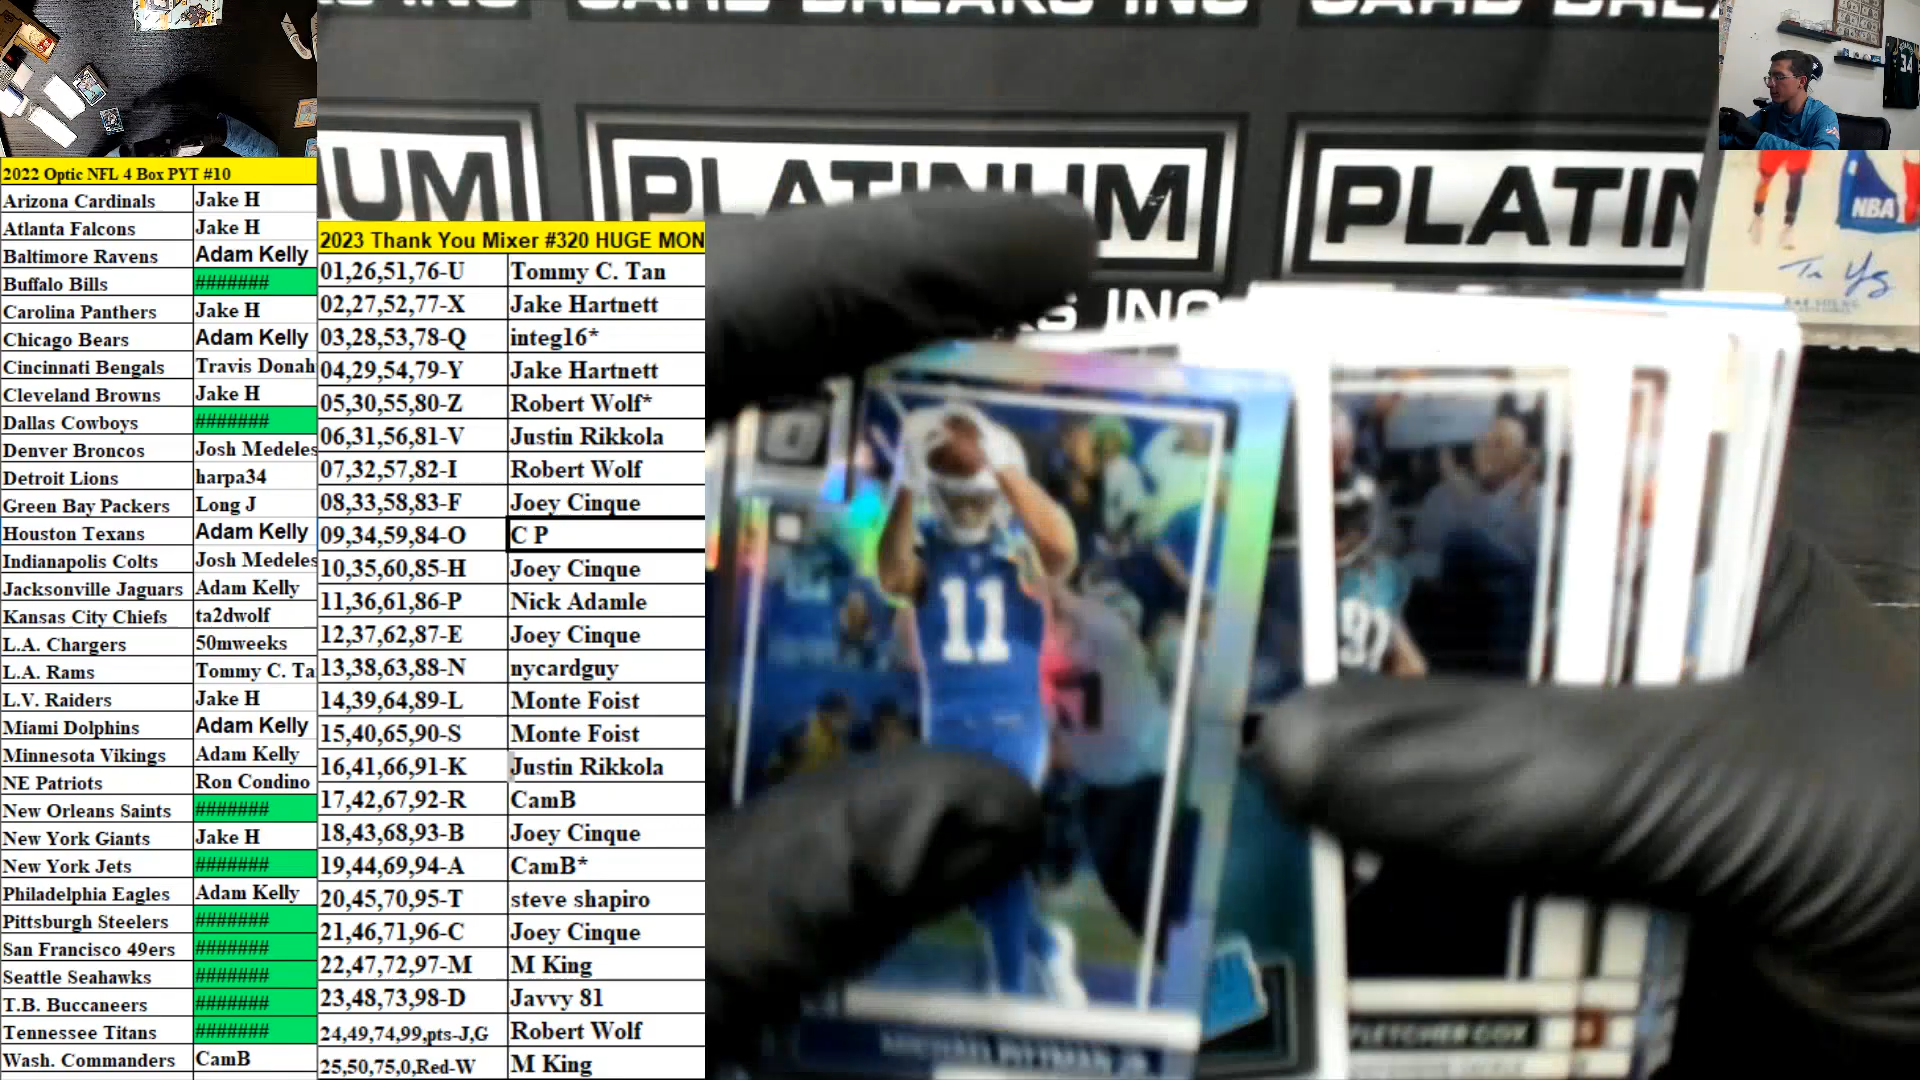 CARD BREAKS INC
UM
PLATINUM
PLATIN
KS INC
NBA
2022 Optic NFL 4 Box PYT #10
Arizona Cardinals Jake H
Atlanta Falcons Jake H
Baltimore Ravens Adam Kelly
Buffalo Bills #######
Carolina Panthers Jake H
Chicago Bears Adam Kelly
Cincinnati Bengals Travis Donah
Cleveland Browns Jake H
Dallas Cowboys #######
Denver Broncos Josh Medeles
Detroit Lions harpa34
Green Bay Packers Long J
Houston Texans Adam Kelly
Indianapolis Colts Josh Medeles
Jacksonville Jaguars Adam Kelly
Kansas City Chiefs ta2dwolf
L.A. Chargers 50mweeks
L.A. Rams Tommy C. Ta
L.V. Raiders Jake H
Miami Dolphins Adam Kelly
Minnesota Vikings Adam Kelly
NE Patriots Ron Condino
New Orleans Saints #######
New York Giants Jake H
New York Jets #######
Philadelphia Eagles Adam Kelly
Pittsburgh Steelers #######
San Francisco 49ers #######
Seattle Seahawks #######
T.B. Buccaneers #######
Tennessee Titans #######
Wash. Commanders CamB
2023 Thank You Mixer #320 HUGE MON
01,26,51,76-U Tommy C. Tan
02,27,52,77-X Jake Hartnett
03,28,53,78-Q integ16*
04,29,54,79-Y Jake Hartnett
05,30,55,80-Z Robert Wolf*
06,31,56,81-V Justin Rikkola
07,32,57,82-I Robert Wolf
08,33,58,83-F Joey Cinque
09,34,59,84-O C P
10,35,60,85-H Joey Cinque
11,36,61,86-P Nick Adamle
12,37,62,87-E Joey Cinque
13,38,63,88-N nycardguy
14,39,64,89-L Monte Foist
15,40,65,90-S Monte Foist
16,41,66,91-K Justin Rikkola
17,42,67,92-R CamB
18,43,68,93-B Joey Cinque
19,44,69,94-A CamB*
20,45,70,95-T steve shapiro
21,46,71,96-C Joey Cinque
22,47,72,97-M M King
23,48,73,98-D Javvy 81
24,49,74,99,pts-J,G Robert Wolf
25,50,75,0,Red-W M King
34
11
97
MICHAEL PITTMAN JR.
FLETCHER COX